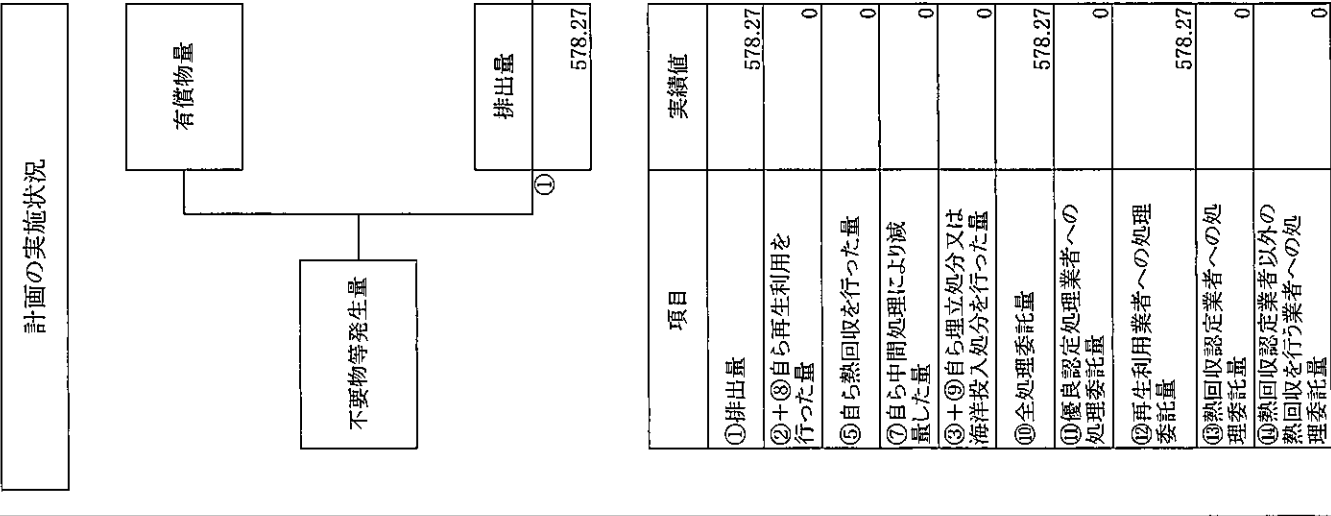 計画の実施状況
有償物量
不要物等発生量
排出量
①
578.27
項目 実績値
①排出量 578.27
②+⑧自ら再生利用を
行った量 0
⑤自ら熱回収を行った量 0
⑦自ら中間処理により減
量した量 0
③+⑨自ら埋立処分又は
海洋投入処分を行った量 0
⑩全処理委託量 578.27
⑪優良認定処理業者への
処理委託量 0
⑫再生利用業者への処理
委託量 578.27
⑬熱回収認定業者への処
理委託量 0
⑭熱回収認定業者以外の
熱回収を行う業者への処
理委託量 0